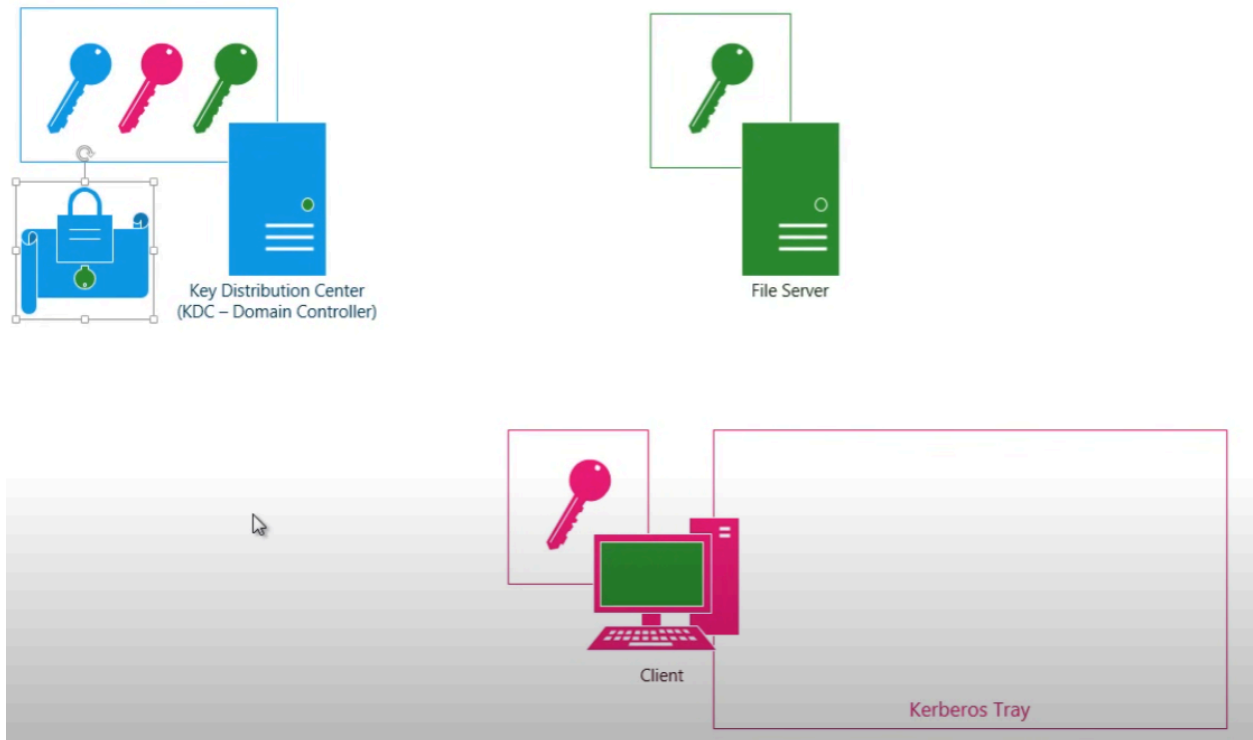 Key Distribution Center
(KDC – Domain Controller)
File Server
Client
Kerberos Tray